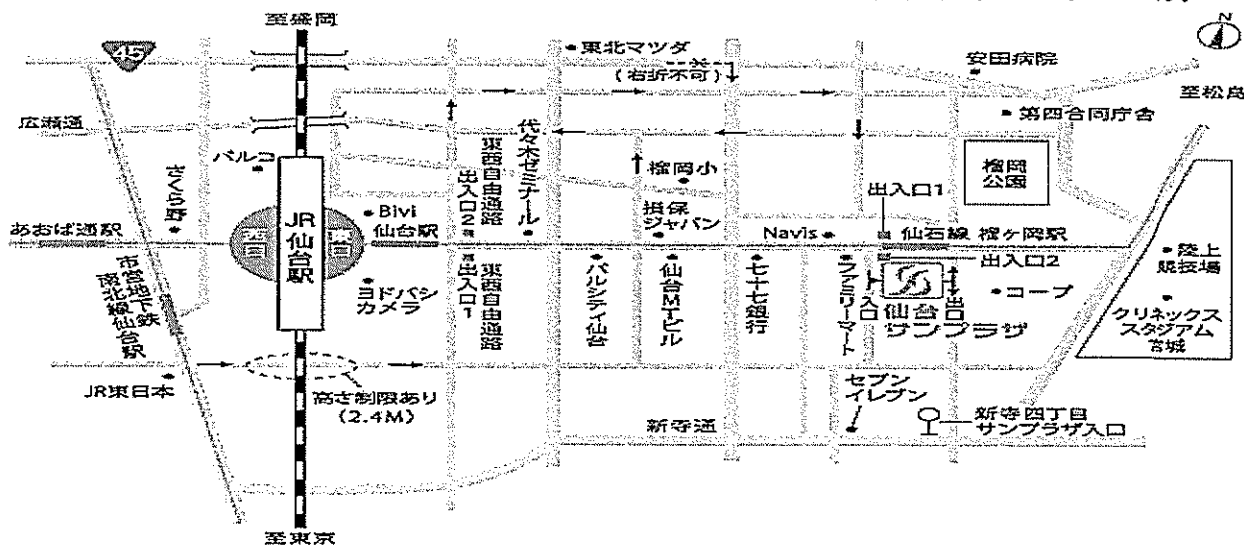 至盛岡
N
45
東北マツダ
(右折不可)
安田病院
至松島
広瀬通
第四合同庁舎
パルコ
さくら野
東西自由通路
出入口2
代々木ゼミナール
榴岡小
榴岡
公園
出入口1
JR仙台駅
西口
東口
Bivi
仙台駅
損保
ジャパン
あおば通駅
Navis
仙石線 榴ヶ岡駅
出入口2
陸上
競技場
市営地下鉄
南北線仙台駅
ヨドバシ
カメラ
出入口1
東西自由通路
パルシティ仙台
仙台MTビル
七十七銀行
ファミリーマート
入口
仙台
サンプラザ
出口
コープ
クリネックス
スタジアム
宮城
JR東日本
高さ制限あり
(2.4M)
セブン
イレブン
新寺通
新寺四丁目
サンプラザ入口
至東京